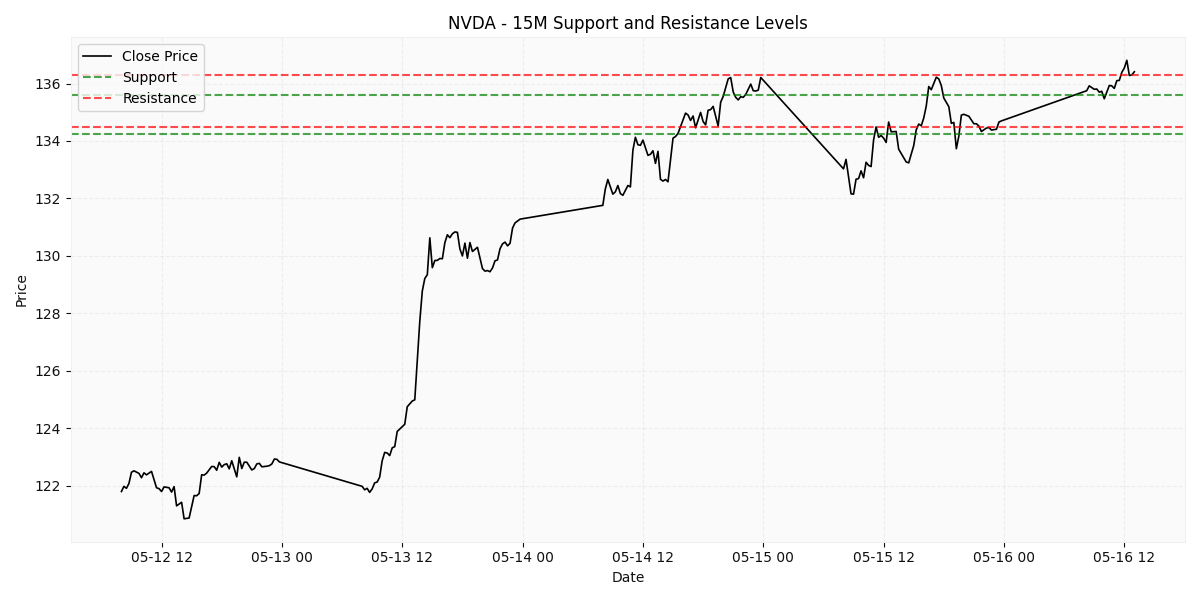 NVDA - 15M Support and Resistance Levels
Close Price
Support
Resistance
Price
136
134
132
130
128
126
124
122
05-12 12
05-13 00
05-13 12
05-14 00
05-14 12
05-15 00
05-15 12
05-16 00
05-16 12
Date